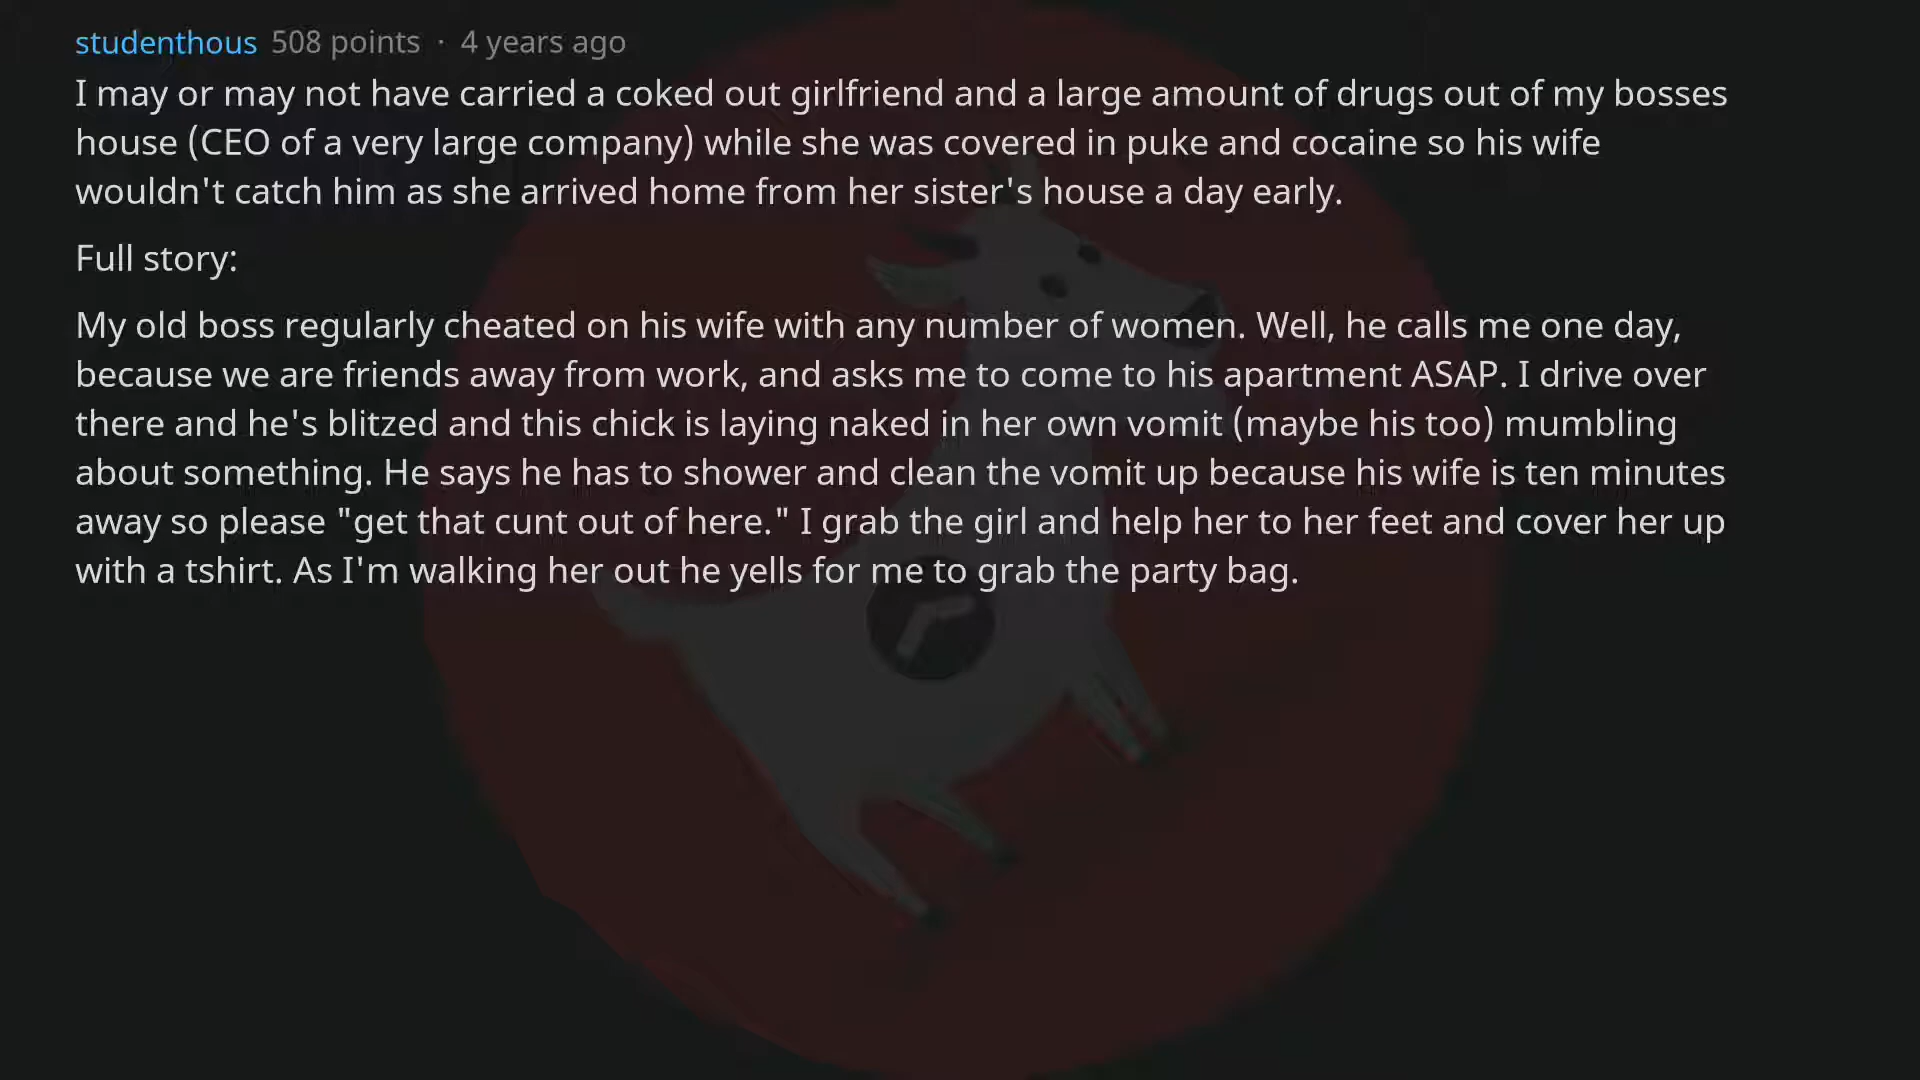 studenthous 508 points · 4 years ago
I may or may not have carried a coked out girlfriend and a large amount of drugs out of my bosses
house (CEO of a very large company) while she was covered in puke and cocaine so his wife
wouldn't catch him as she arrived home from her sister's house a day early.
Full story:
My old boss regularly cheated on his wife with any number of women. Well, he calls me one day,
because we are friends away from work, and asks me to come to his apartment ASAP. I drive over
there and he's blitzed and this chick is laying naked in her own vomit (maybe his too) mumbling
about something. He says he has to shower and clean the vomit up because his wife is ten minutes
away so please "get that cunt out of here." I grab the girl and help her to her feet and cover her up
with a tshirt. As I'm walking her out he yells for me to grab the party bag.